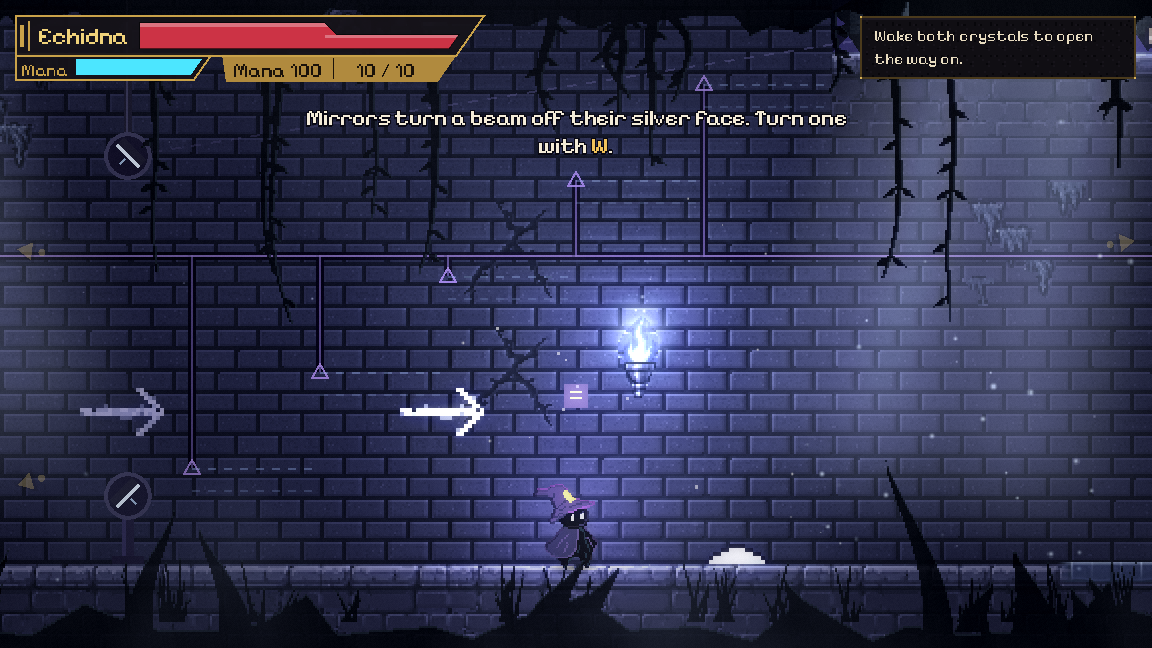 Echidna
Mana
Mana 100
10 / 10
Wake both crystals to open
the way on.
Mirrors turn a beam off their silver face. Turn one
with W.
=